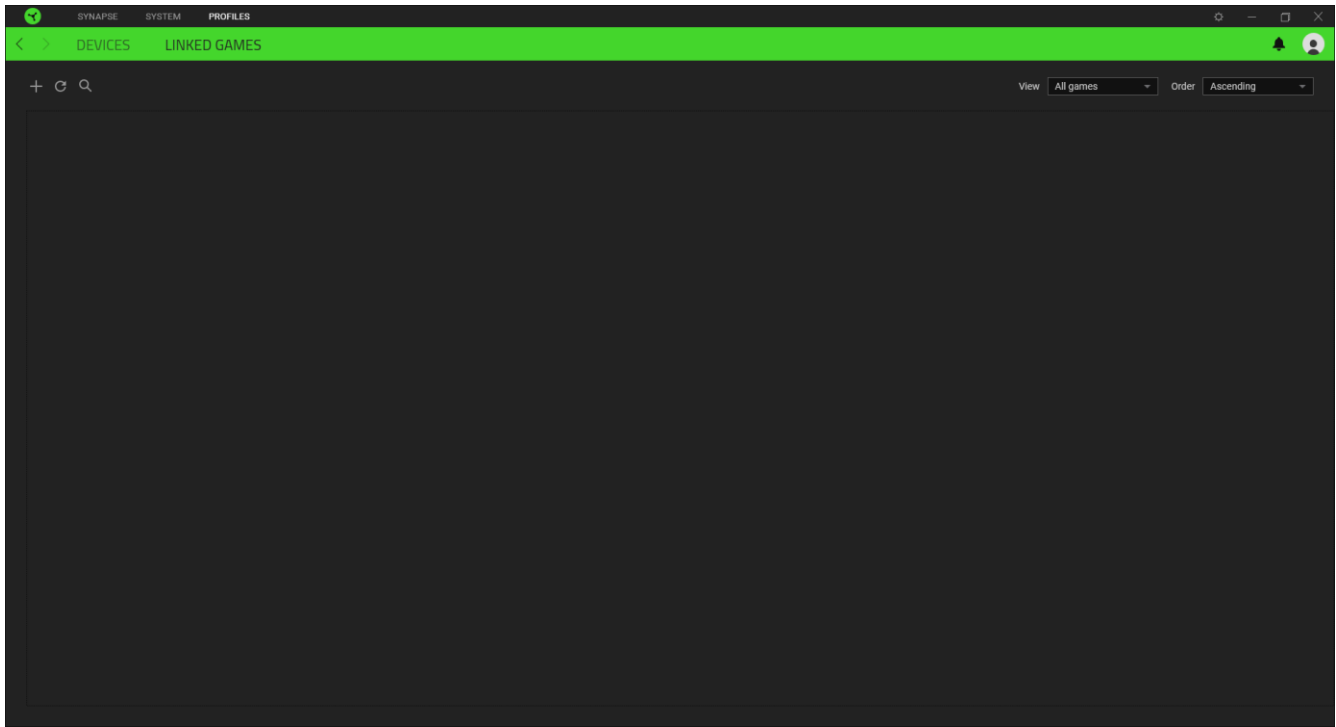 SYNAPSE SYSTEM PROFILES
DEVICES LINKED GAMES
View All games Order Ascending